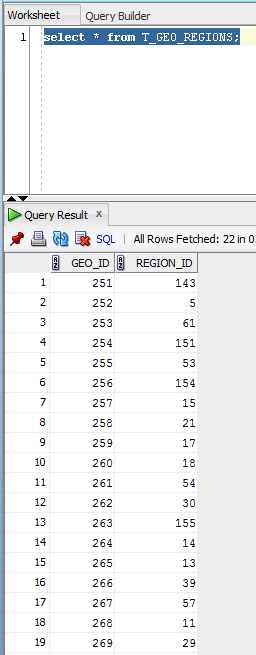 Worksheet Query Builder
1 select * from T_GEO_REGIONS;
Query Result x
SQL | All Rows Fetched: 22 in 0.
GEO_ID REGION_ID
1 251 143
2 252 5
3 253 61
4 254 151
5 255 53
6 256 154
7 257 15
8 258 21
9 259 17
10 260 18
11 261 54
12 262 30
13 263 155
14 264 14
15 265 13
16 266 39
17 267 57
18 268 11
19 269 29